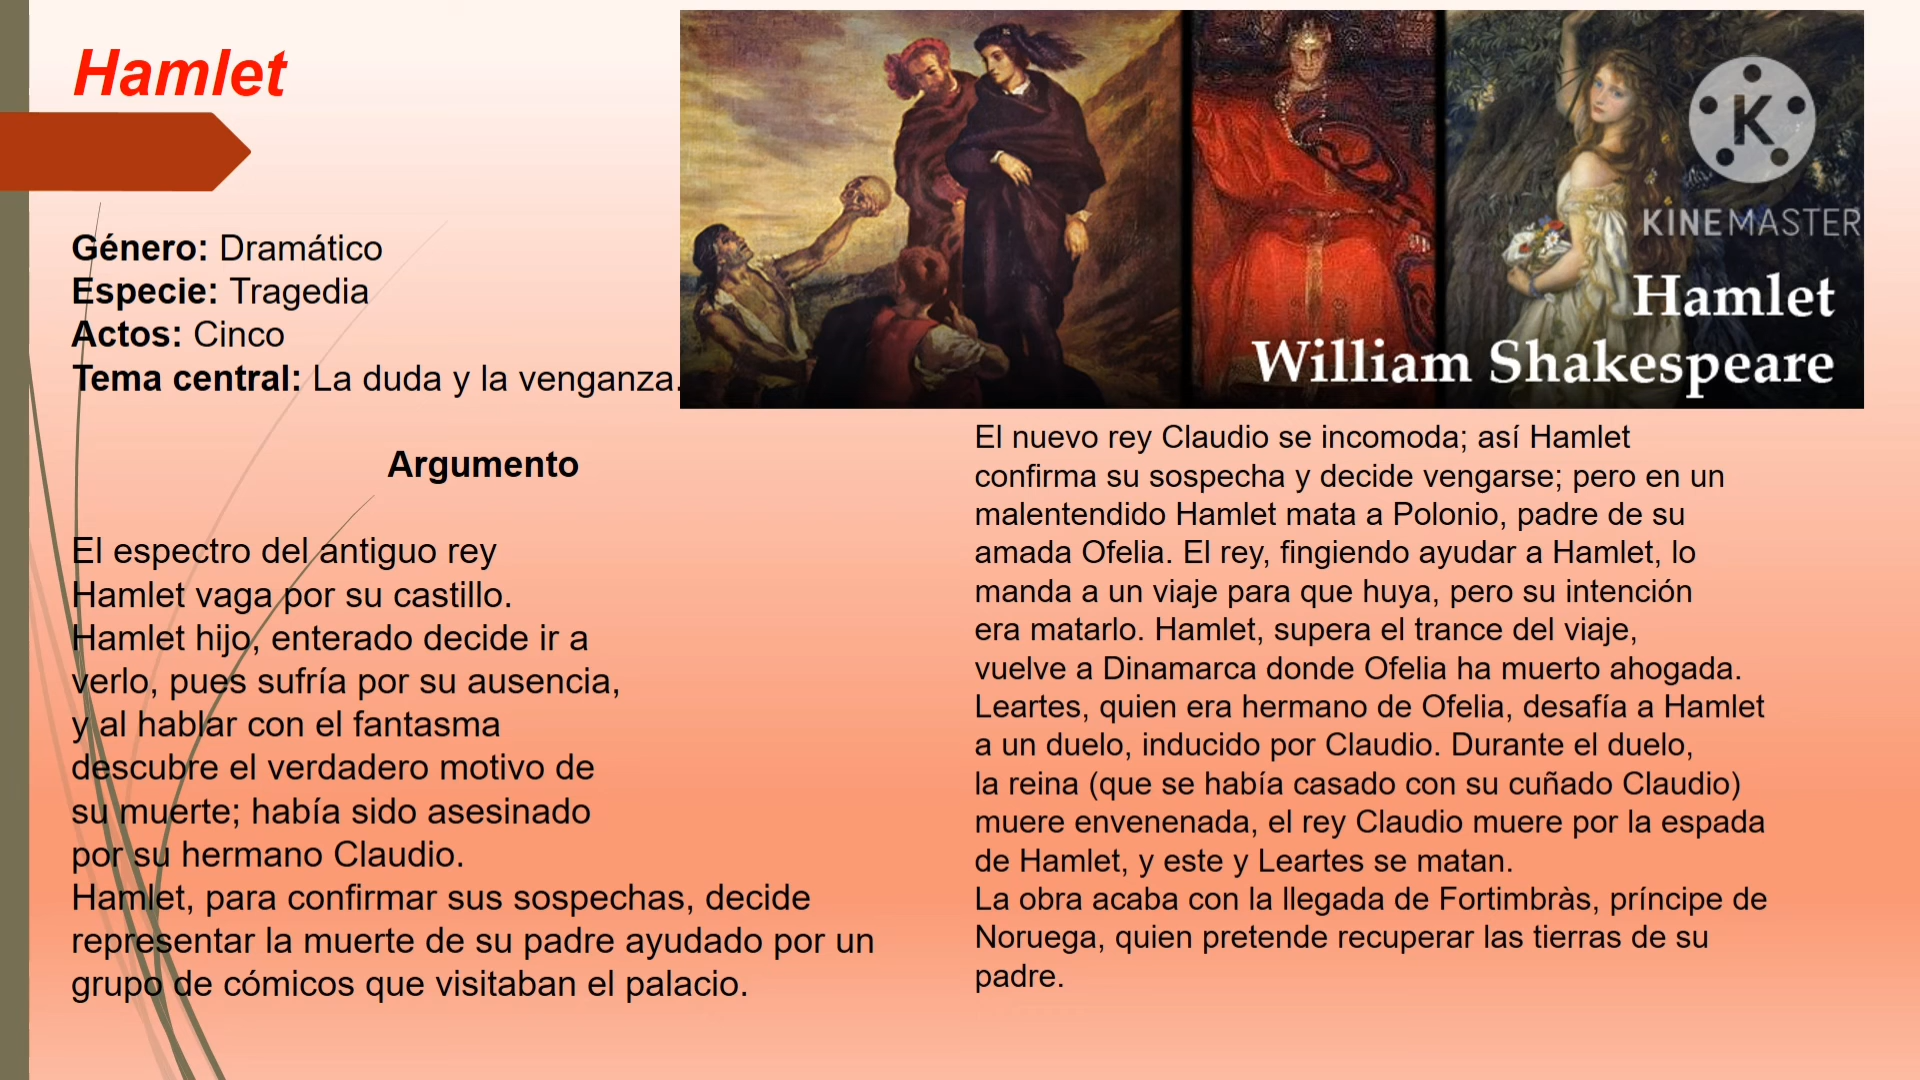 Hamlet
Género: Dramático
Especie: Tragedia
Actos: Cinco
Tema central: La duda y la venganza.
Argumento
El espectro del antiguo rey
Hamlet vaga por su castillo.
Hamlet hijo, enterado decide ir a
verlo, pues sufría por su ausencia,
y al hablar con el fantasma
descubre el verdadero motivo de
su muerte; había sido asesinado
por su hermano Claudio.
Hamlet, para confirmar sus sospechas, decide
representar la muerte de su padre ayudado por un
grupo de cómicos que visitaban el palacio.
K
KINEMASTER
Hamlet
William Shakespeare
El nuevo rey Claudio se incomoda; así Hamlet
confirma su sospecha y decide vengarse; pero en un
malentendido Hamlet mata a Polonio, padre de su
amada Ofelia. El rey, fingiendo ayudar a Hamlet, lo
manda a un viaje para que huya, pero su intención
era matarlo. Hamlet, supera el trance del viaje,
vuelve a Dinamarca donde Ofelia ha muerto ahogada.
Leartes, quien era hermano de Ofelia, desafía a Hamlet
a un duelo, inducido por Claudio. Durante el duelo,
la reina (que se había casado con su cuñado Claudio)
muere envenenada, el rey Claudio muere por la espada
de Hamlet, y este y Leartes se matan.
La obra acaba con la llegada de Fortimbràs, príncipe de
Noruega, quien pretende recuperar las tierras de su
padre.